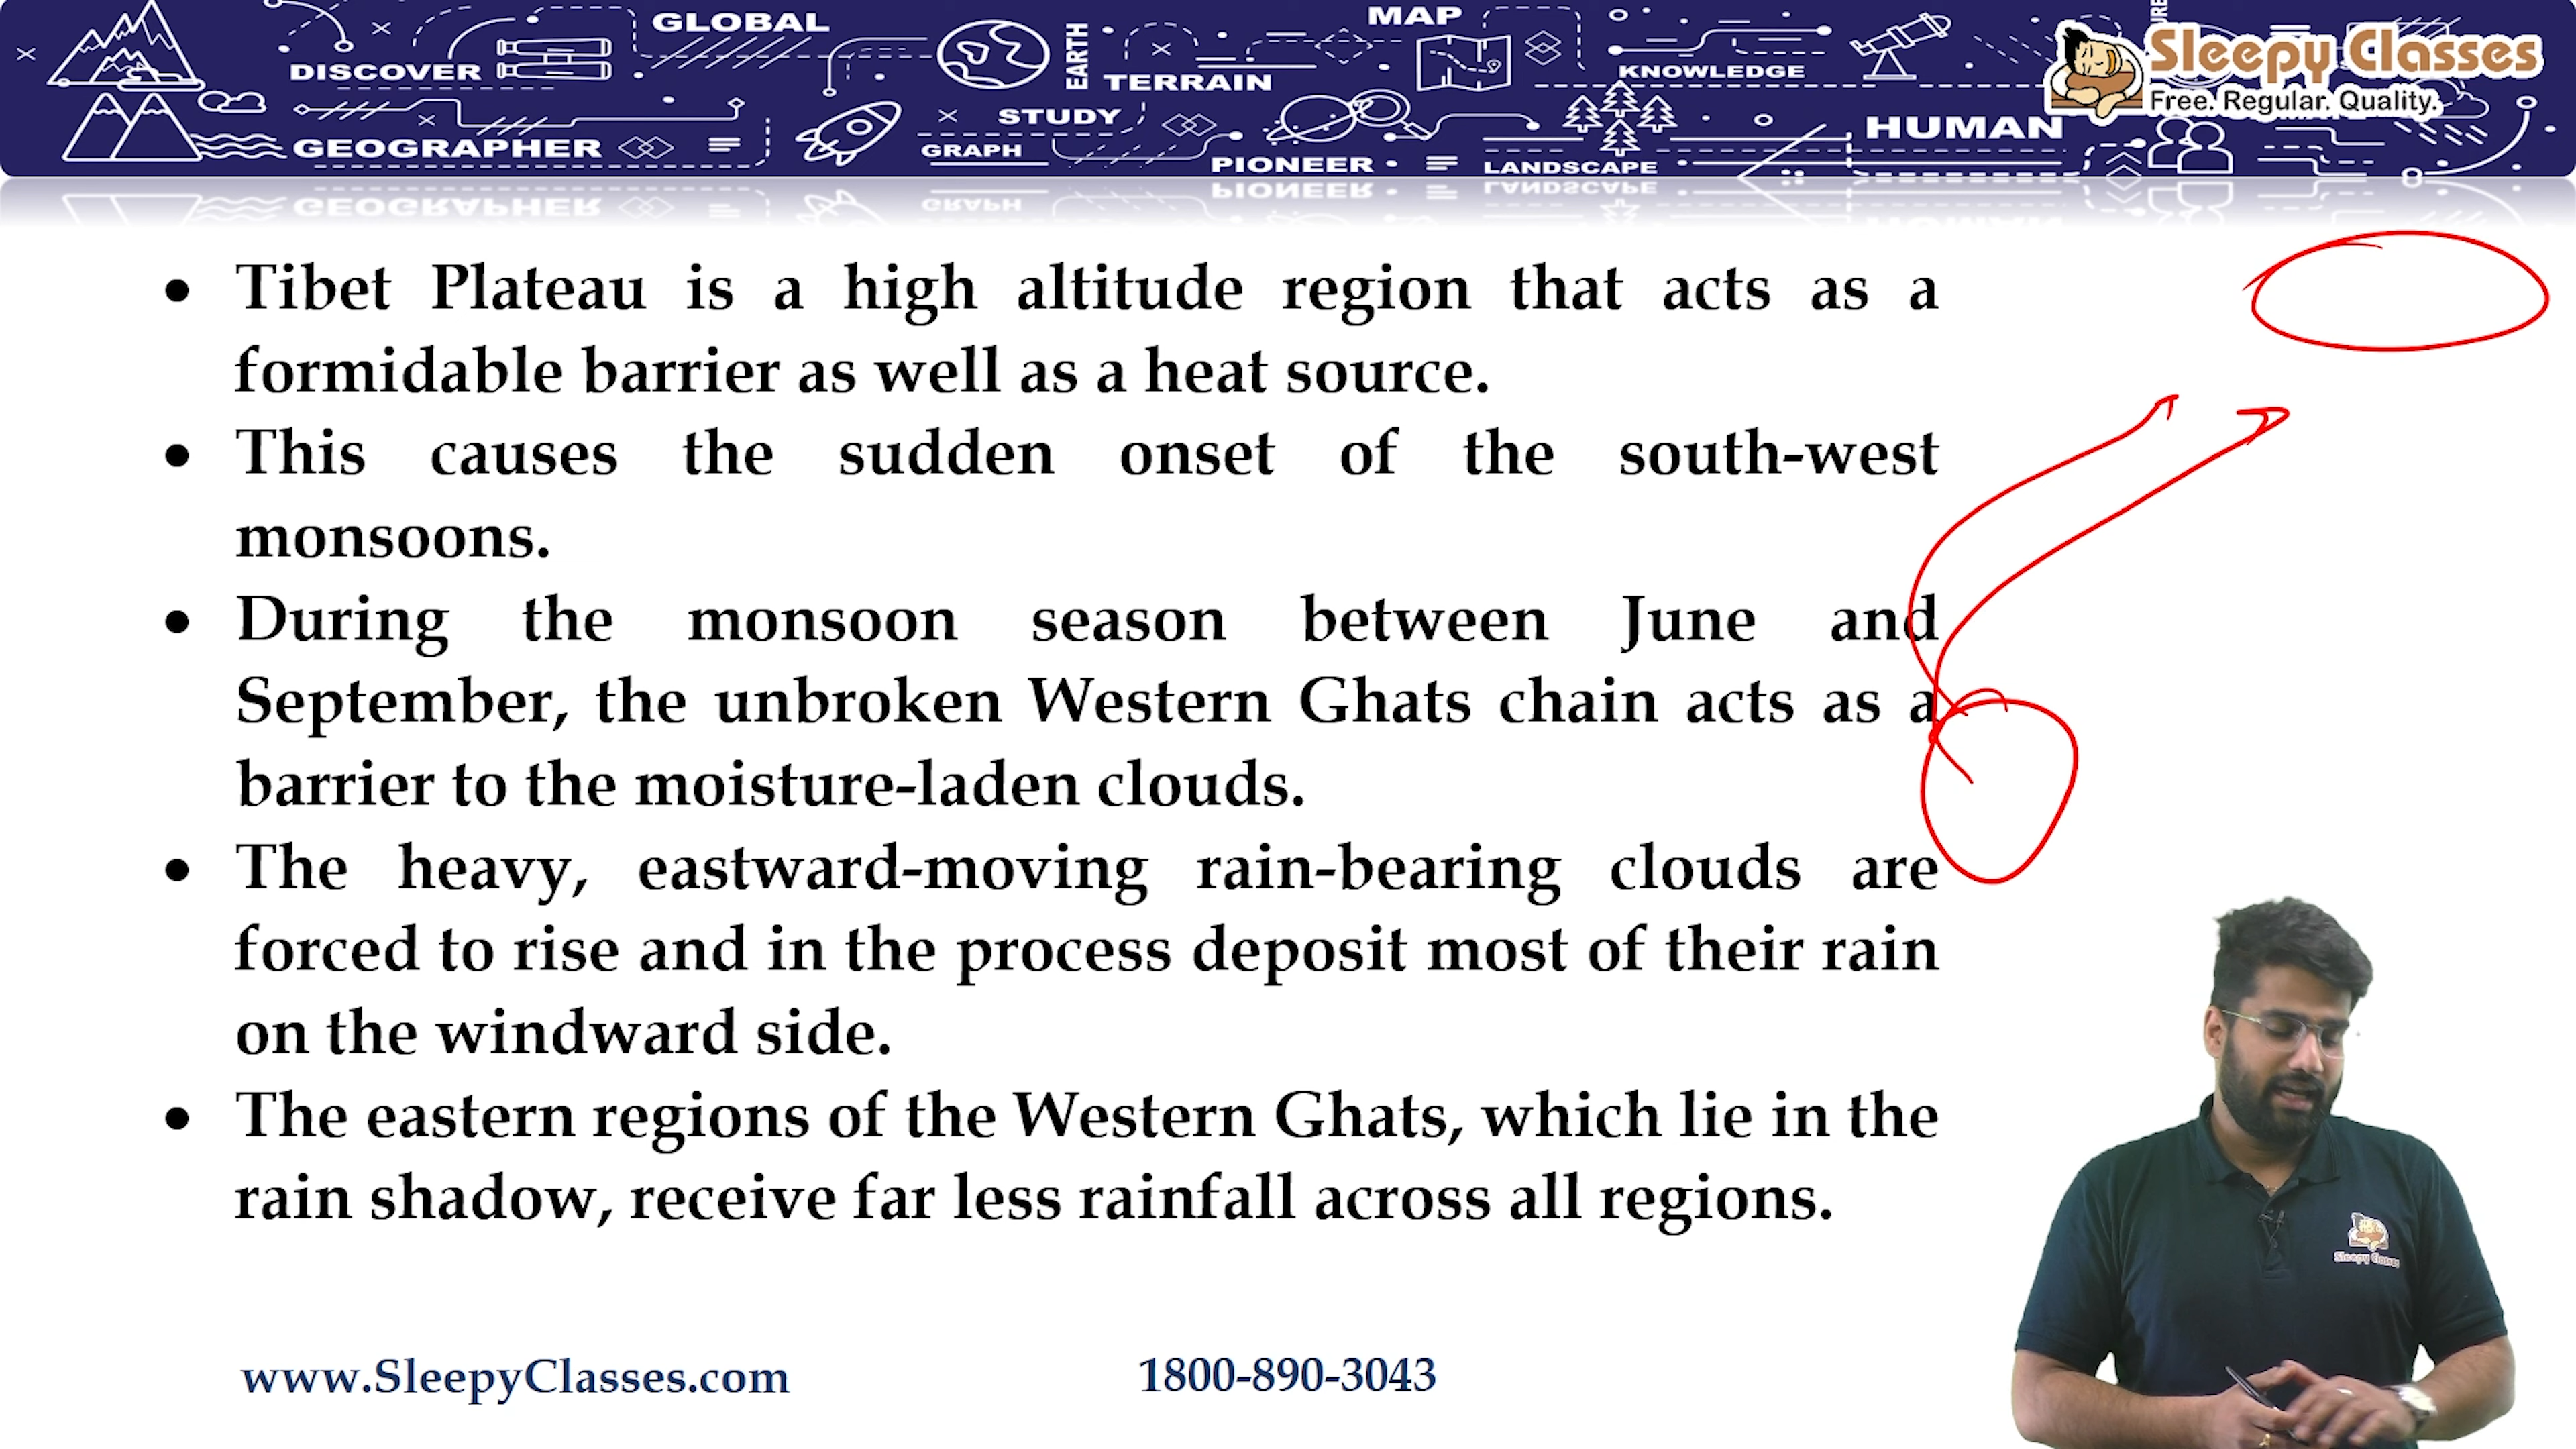 GLOBAL
MAP
DISCOVER
EARTH
TERRAIN
KNOWLEDGE
Sleepy Classes
Free. Regular. Quality.
STUDY
GEOGRAPHER
GRAPH
HUMAN
PIONEER
LANDSCAPE
• Tibet Plateau is a high altitude region that acts as a
formidable barrier as well as a heat source.
• This causes the sudden onset of the south-west
monsoons.
• During the monsoon season between June and
September, the unbroken Western Ghats chain acts as a
barrier to the moisture-laden clouds.
• The heavy, eastward-moving rain-bearing clouds are
forced to rise and in the process deposit most of their rain
on the windward side.
• The eastern regions of the Western Ghats, which lie in the
rain shadow, receive far less rainfall across all regions.
Sleepy Classes
www.SleepyClasses.com
1800-890-3043